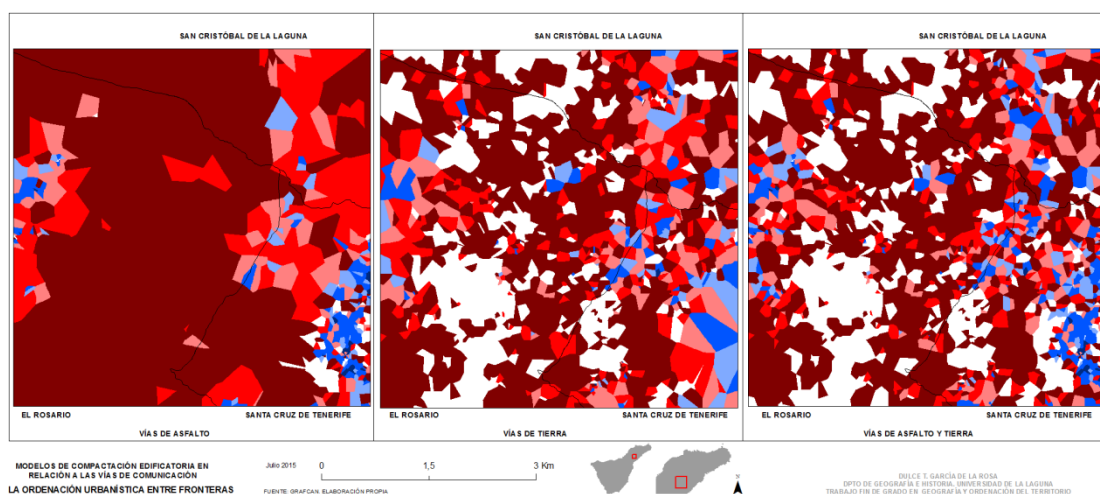 SAN CRISTÓBAL DE LA LAGUNA
SAN CRISTÓBAL DE LA LAGUNA
SAN CRISTÓBAL DE LA LAGUNA
EL ROSARIO
SANTA CRUZ DE TENERIFE
EL ROSARIO
SANTA CRUZ DE TENERIFE
EL ROSARIO
SANTA CRUZ DE TENERIFE
VÍAS DE ASFALTO
VÍAS DE TIERRA
VÍAS DE ASFALTO Y TIERRA
MODELOS DE COMPACTACIÓN EDIFICATORIA EN
RELACIÓN A LAS VÍAS DE COMUNICACIÓN
LA ORDENACIÓN URBANÍSTICA ENTRE FRONTERAS
Julio 2015
0 1,5 3 Km
FUENTE: GRAFCAN. ELABORACIÓN PROPIA
DULCE T. GARCÍA DE LA ROSA
DPTO DE GEOGRAFÍA E HISTORIA. UNIVERSIDAD DE LA LAGUNA
TRABAJO FIN DE GRADO EN GEOGRAFÍA Y ORDENACIÓN DEL TERRITORIO